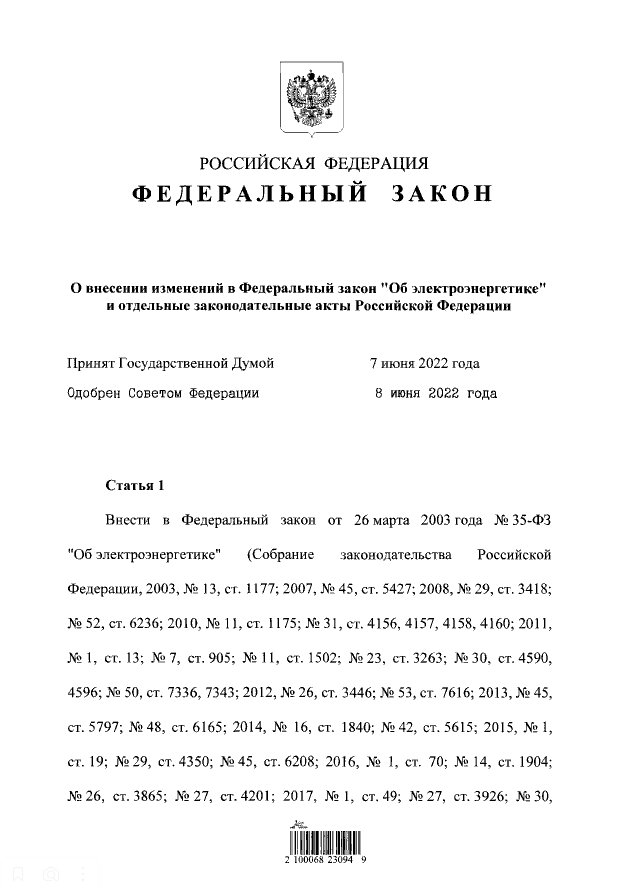 РОССИЙСКАЯ ФЕДЕРАЦИЯ
ФЕДЕРАЛЬНЫЙ ЗАКОН
О внесении изменений в Федеральный закон "Об электроэнергетике"
и отдельные законодательные акты Российской Федерации
Принят Государственной Думой 7 июня 2022 года
Одобрен Советом Федерации 8 июня 2022 года
Статья 1
Внести в Федеральный закон от 26 марта 2003 года № 35-ФЗ
"Об электроэнергетике" (Собрание законодательства Российской
Федерации, 2003, № 13, ст. 1177; 2007, № 45, ст. 5427; 2008, № 29, ст. 3418;
№ 52, ст. 6236; 2010, № 11, ст. 1175; № 31, ст. 4156, 4157, 4158, 4160; 2011,
№ 1, ст. 13; № 7, ст. 905; № 11, ст. 1502; № 23, ст. 3263; № 30, ст. 4590,
4596; № 50, ст. 7336, 7343; 2012, № 26, ст. 3446; № 53, ст. 7616; 2013, № 45,
ст. 5797; № 48, ст. 6165; 2014, № 16, ст. 1840; № 42, ст. 5615; 2015, № 1,
ст. 19; № 29, ст. 4350; № 45, ст. 6208; 2016, № 1, ст. 70; № 14, ст. 1904;
№ 26, ст. 3865; № 27, ст. 4201; 2017, № 1, ст. 49; № 27, ст. 3926; № 30,
2 100068 23094 9